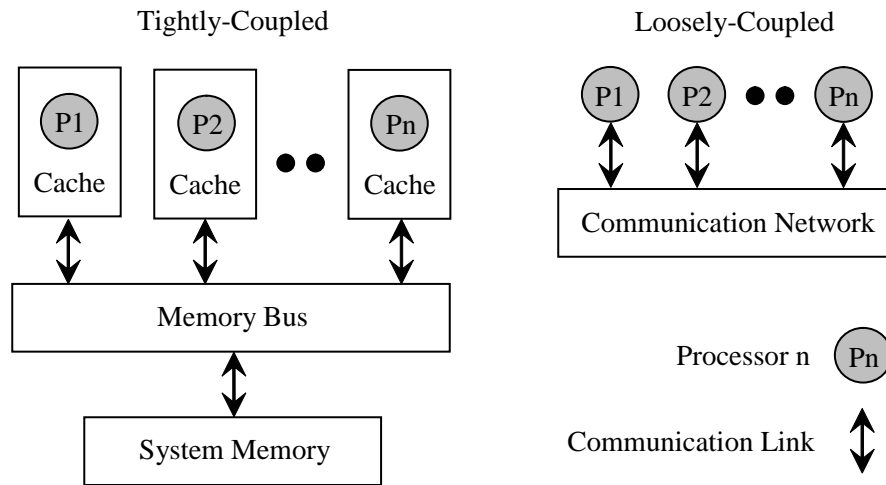 Tightly-Coupled
P1
Cache
P2
Cache
Pn
Cache
Memory Bus
System Memory
Loosely-Coupled
P1
P2
Pn
Communication Network
Processor n
Pn
Communication Link